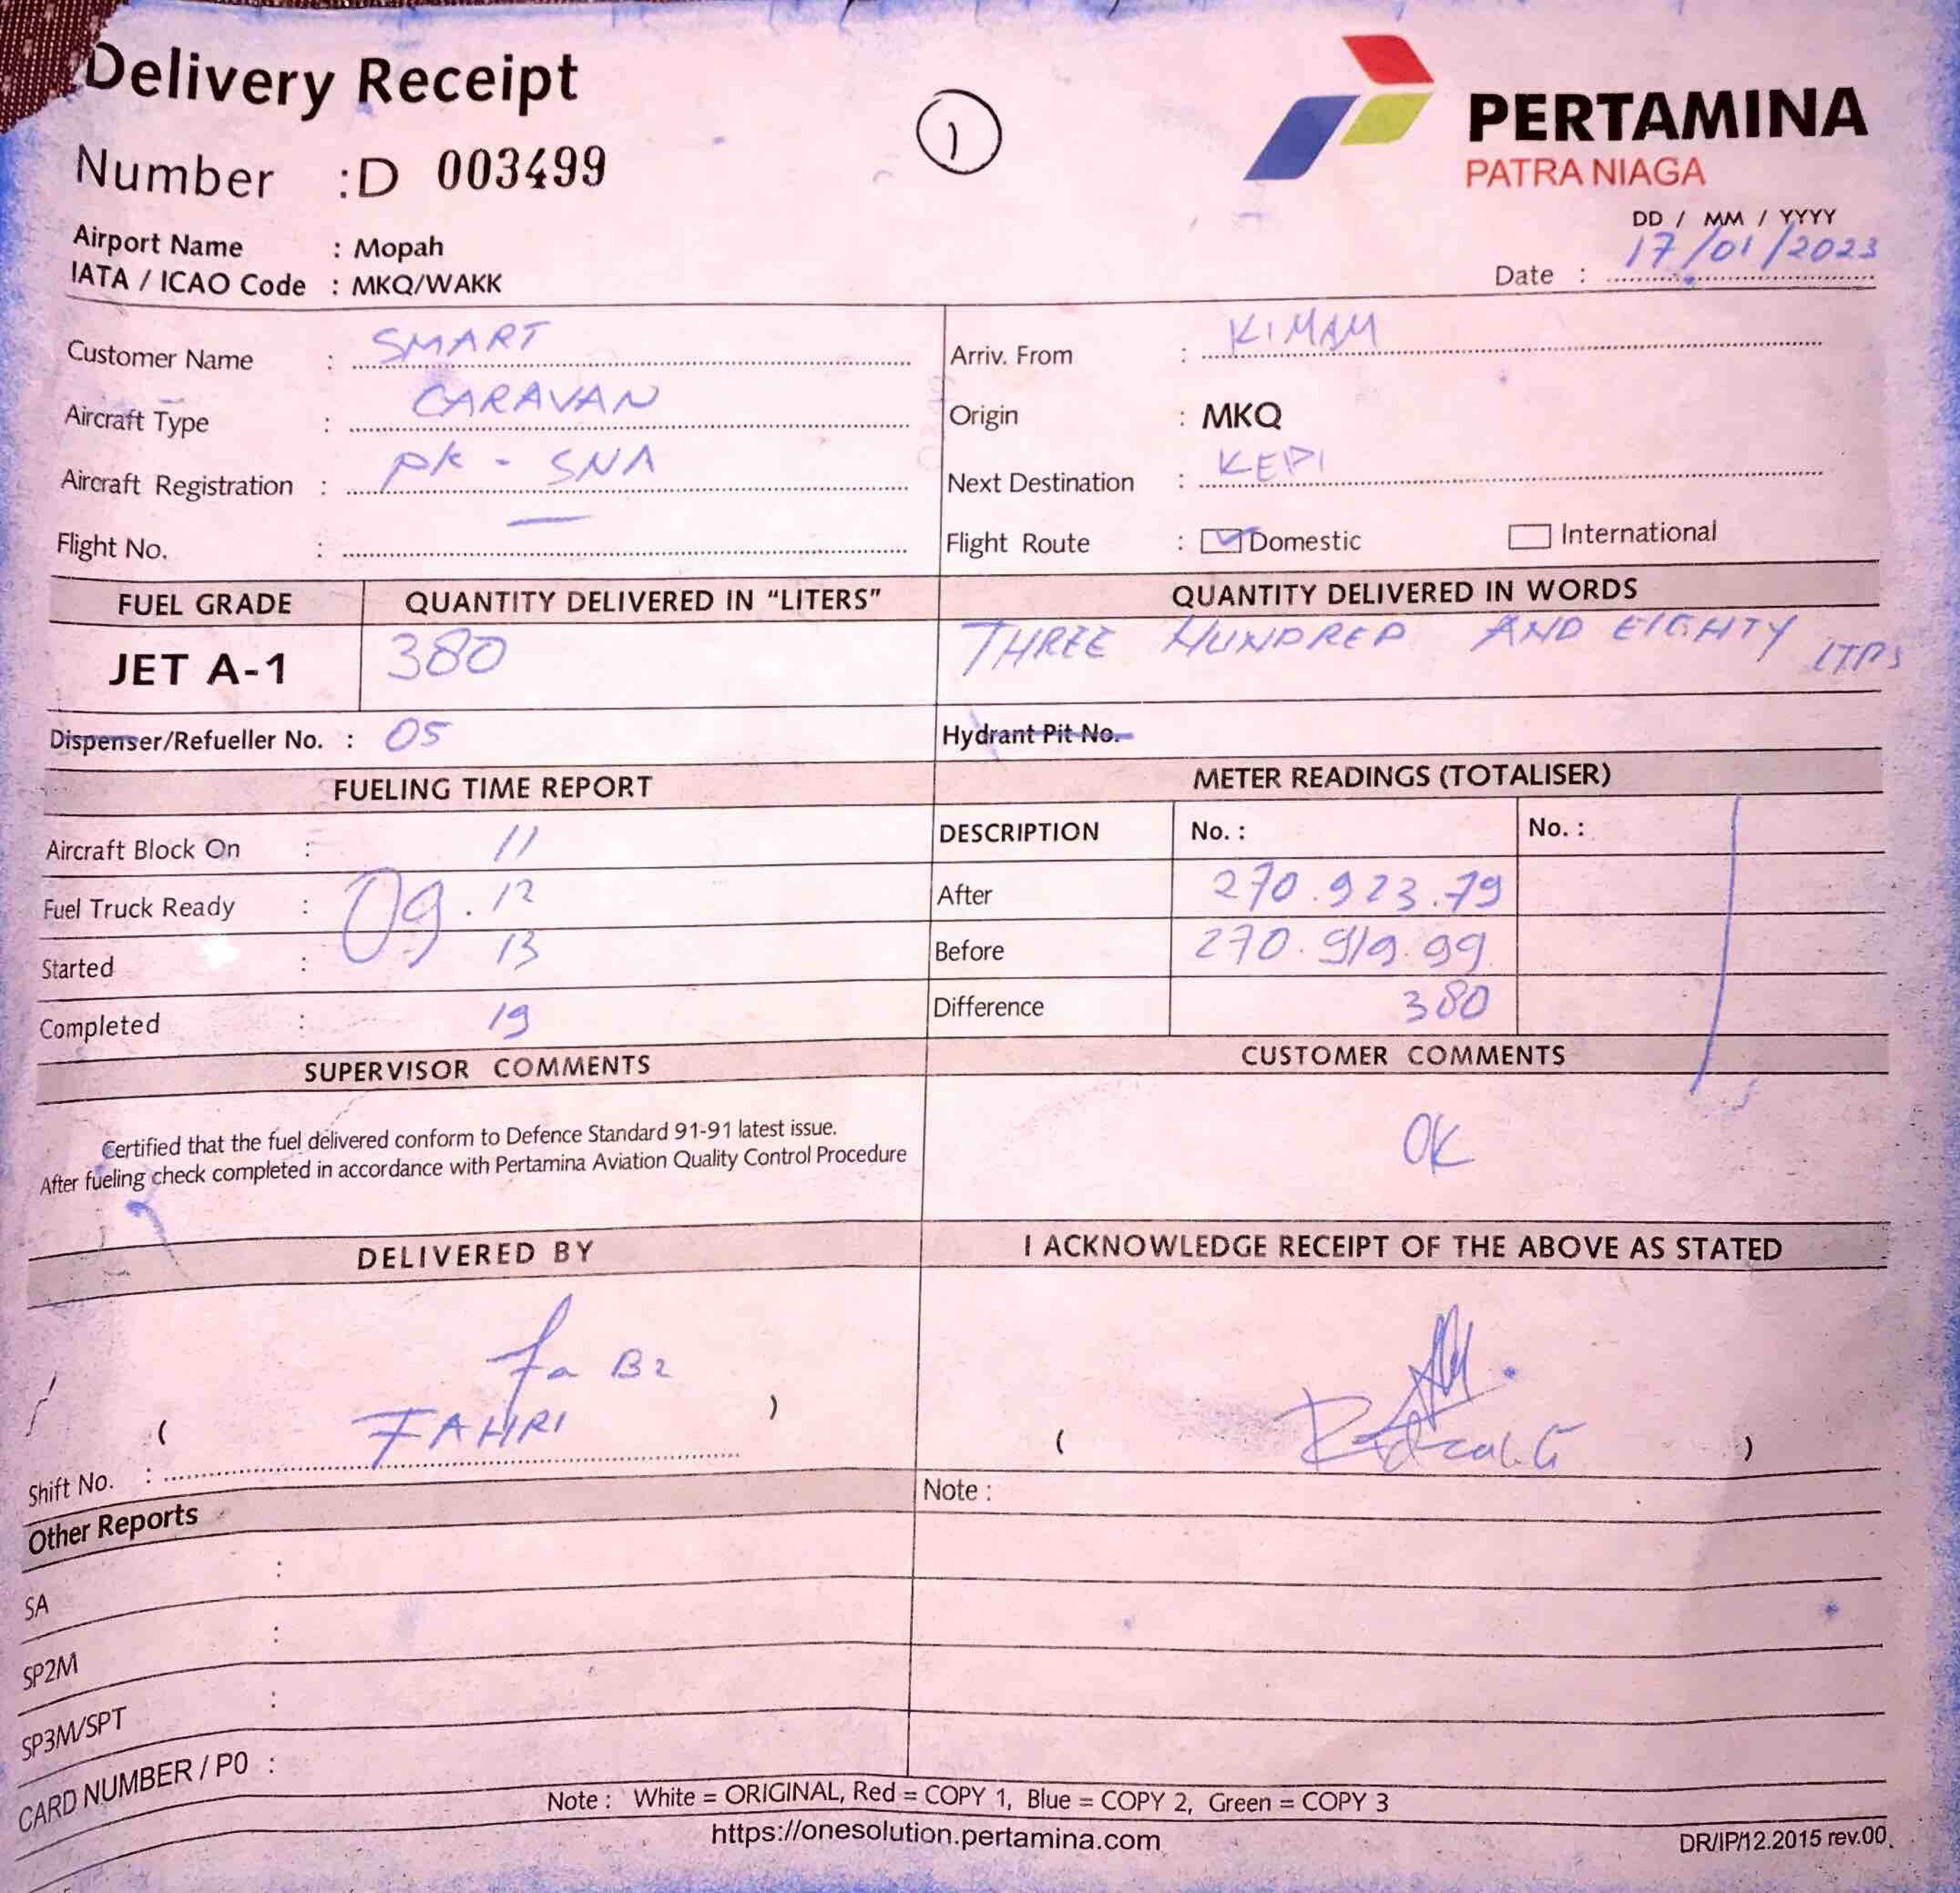 Delivery Receipt
1
PERTAMINA
PATRA NIAGA
Number : D 003499
DD / MM / YYYY
Airport Name : Mopah
Date : 17/01/2023
IATA / ICAO Code : MKQ/WAKK
Customer Name : SMART
Arriv. From : KIMAM
Aircraft Type : CARAVAN
Origin : MKQ
Aircraft Registration : PK - SNA
Next Destination : KEPI
Flight No. : —
Flight Route : Domestic International
FUEL GRADE QUANTITY DELIVERED IN "LITERS" QUANTITY DELIVERED IN WORDS
JET A-1 380 THREE HUNDRED AND EIGHTY LTRS
Dispenser/Refueller No. : 05 Hydrant Pit No.
FUELING TIME REPORT METER READINGS (TOTALISER)
Aircraft Block On : 11 DESCRIPTION No. : No. :
Fuel Truck Ready : 09.12 After 270.923.79
Started : 13 Before 270.919.99
Completed : 19 Difference 380
SUPERVISOR COMMENTS CUSTOMER COMMENTS
Certified that the fuel delivered conform to Defence Standard 91-91 latest issue.
After fueling check completed in accordance with Pertamina Aviation Quality Control Procedure
OK
DELIVERED BY I ACKNOWLEDGE RECEIPT OF THE ABOVE AS STATED
( FAHRI ) ( )
Shift No. :
Note :
Other Reports
SA :
SP2M :
SP3M/SPT :
CARD NUMBER / PO :
Note : White = ORIGINAL, Red = COPY 1, Blue = COPY 2, Green = COPY 3
https://onesolution.pertamina.com
DR/IP/12.2015 rev.00.